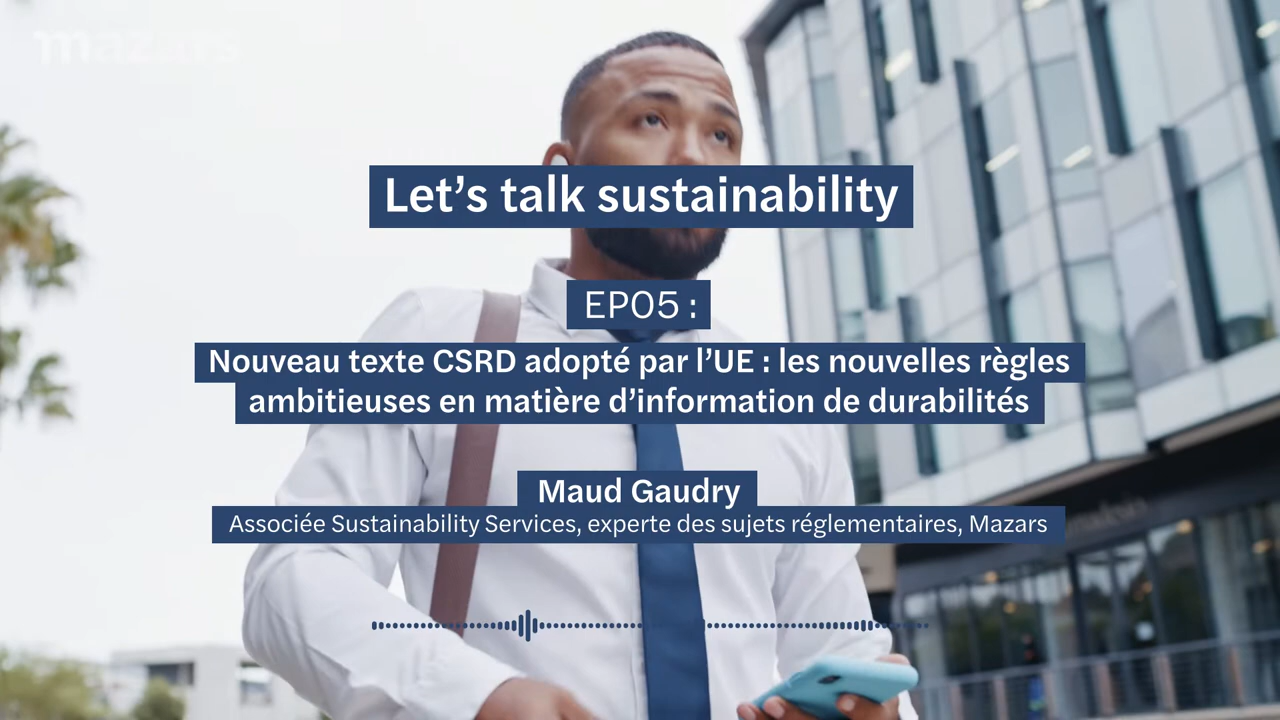 mazars
Let's talk sustainability
EP05 :
Nouveau texte CSRD adopté par l'UE : les nouvelles règles
ambitieuses en matière d'information de durabilités
Maud Gaudry
Associée Sustainability Services, experte des sujets réglementaires, Mazars